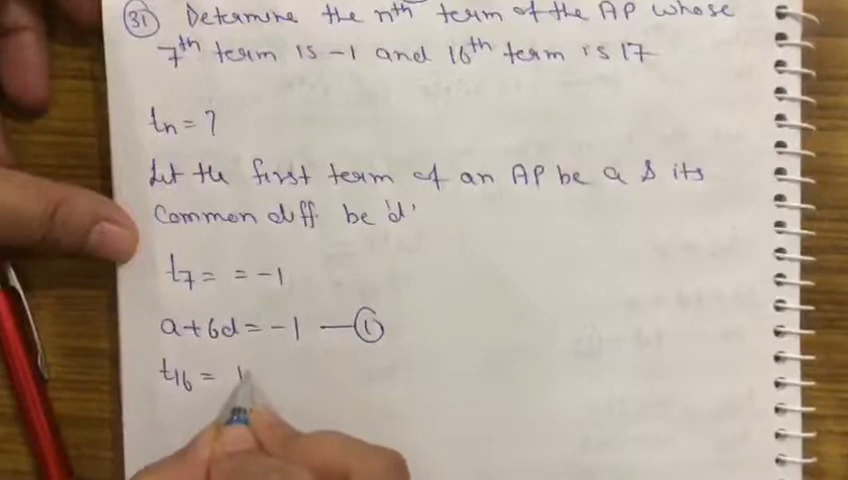 31 Determine the nth term of the AP whose
7th term is -1 and 16th term is 17
tn = ?
Let the first term of an AP be a & its
Common diff. be 'd'
t7 = = -1
a + 6d = -1 — ①
t16 = 1